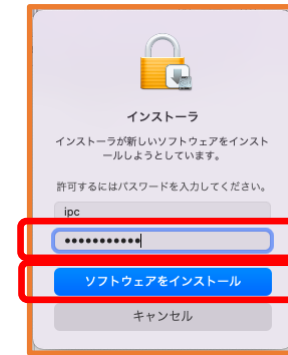 インストーラ
インストーラが新しいソフトウェアをインスト
ールしようとしています。
許可するにはパスワードを入力してください。
ipc
•••••••••••
ソフトウェアをインストール
キャンセル